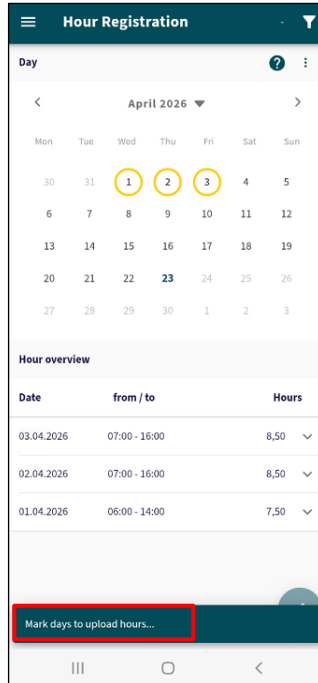 Hour Registration
Day
April 2026
Mon Tue Wed Thu Fri Sat Sun
30 31 1 2 3 4 5
6 7 8 9 10 11 12
13 14 15 16 17 18 19
20 21 22 23 24 25 26
27 28 29 30 1 2 3
Hour overview
Date from / to Hours
03.04.2026 07:00 - 16:00 8,50
02.04.2026 07:00 - 16:00 8,50
01.04.2026 06:00 - 14:00 7,50
Mark days to upload hours...